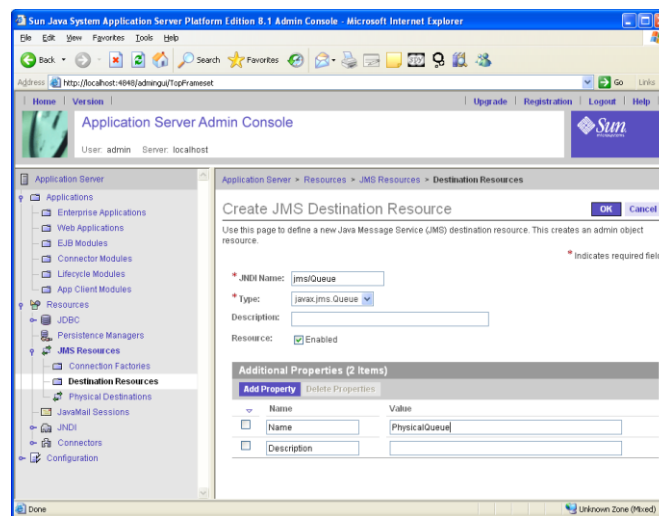 Sun Java System Application Server Platform Edition 8.1 Admin Console - Microsoft Internet Explorer
File Edit View Favorites Tools Help
Back Search Favorites
Address http://localhost:4848/admingui/TopFrameset Go Links
Home Version Upgrade Registration Logout Help
Application Server Admin Console
User: admin Server: localhost
Sun
Application Server
Applications
Enterprise Applications
Web Applications
EJB Modules
Connector Modules
Lifecycle Modules
App Client Modules
Resources
JDBC
Persistence Managers
JMS Resources
Connection Factories
Destination Resources
Physical Destinations
JavaMail Sessions
JNDI
Connectors
Configuration
Application Server > Resources > JMS Resources > Destination Resources
Create JMS Destination Resource
OK Cancel
Use this page to define a new Java Message Service (JMS) destination resource. This creates an admin object
resource.
* Indicates required field
* JNDI Name: jms/Queue
* Type: javax.jms.Queue
Description:
Resource: Enabled
Additional Properties (2 Items)
Add Property Delete Properties
Name Value
Name PhysicalQueue
Description
Done Unknown Zone (Mixed)